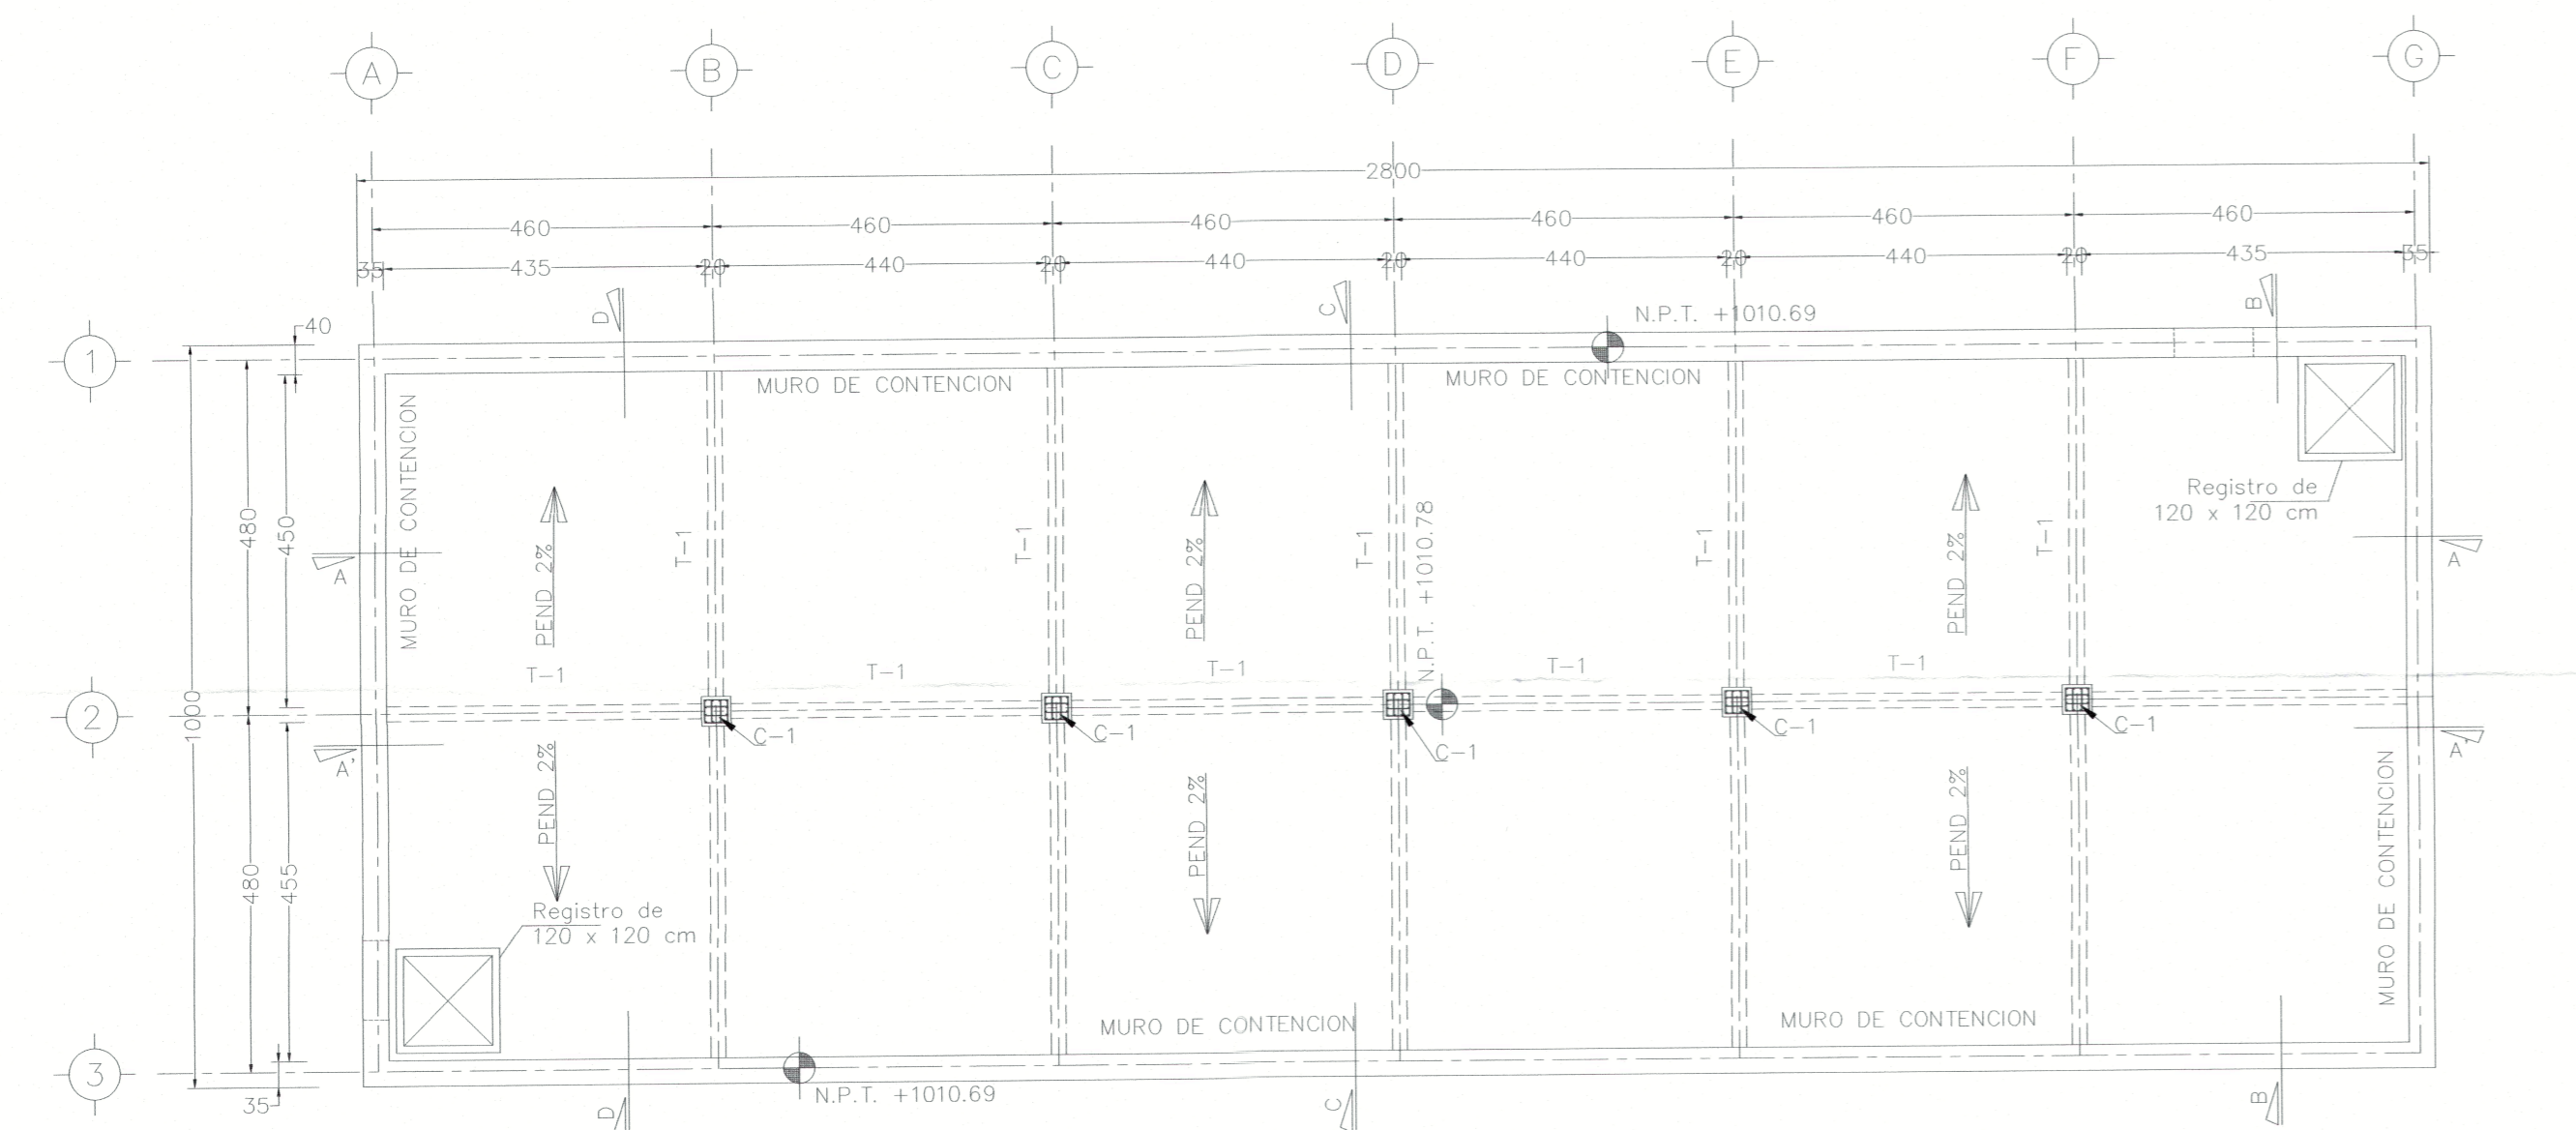 A
B
C
D
E
F
G
2800
460
460
460
460
460
460
35
435
20
440
20
440
20
440
20
440
20
435
35
D
C
B
N.P.T. +1010.69
40
1
MURO DE CONTENCION
MURO DE CONTENCION
MURO DE CONTENCION
480
450
Registro de
120 x 120 cm
T-1
T-1
T-1
T-1
T-1
N.P.T. +1010.78
PEND 2%
PEND 2%
PEND 2%
A
A
T-1
T-1
T-1
T-1
T-1
2
1000
C-1
C-1
C-1
C-1
C-1
A'
A'
PEND 2%
PEND 2%
PEND 2%
480
455
MURO DE CONTENCION
Registro de
120 x 120 cm
MURO DE CONTENCION
MURO DE CONTENCION
3
35
N.P.T. +1010.69
D
C
B